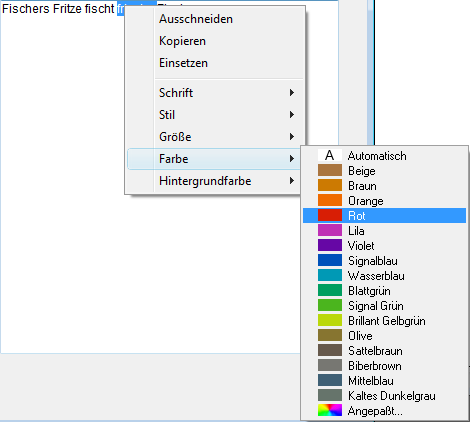 Fischers Fritze fischt
Ausschneiden
Kopieren
Einsetzen
Schrift
Stil
Größe
Farbe
Hintergrundfarbe
A Automatisch
Beige
Braun
Orange
Rot
Lila
Violet
Signalblau
Wasserblau
Blattgrün
Signal Grün
Brillant Gelbgrün
Olive
Sattelbraun
Biberbrown
Mittelblau
Kaltes Dunkelgrau
Angepaßt...